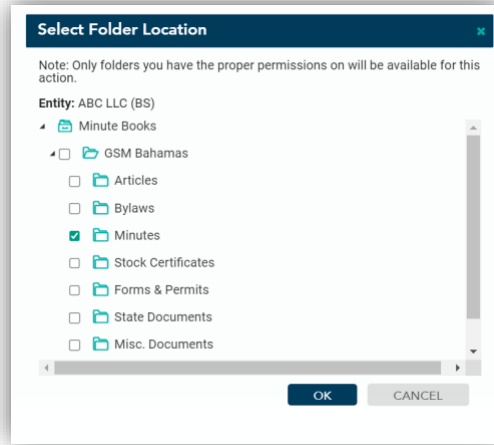 Select Folder Location
Note: Only folders you have the proper permissions on will be available for this
action.
Entity: ABC LLC (BS)
Minute Books
GSM Bahamas
Articles
Bylaws
Minutes
Stock Certificates
Forms & Permits
State Documents
Misc. Documents
OK CANCEL